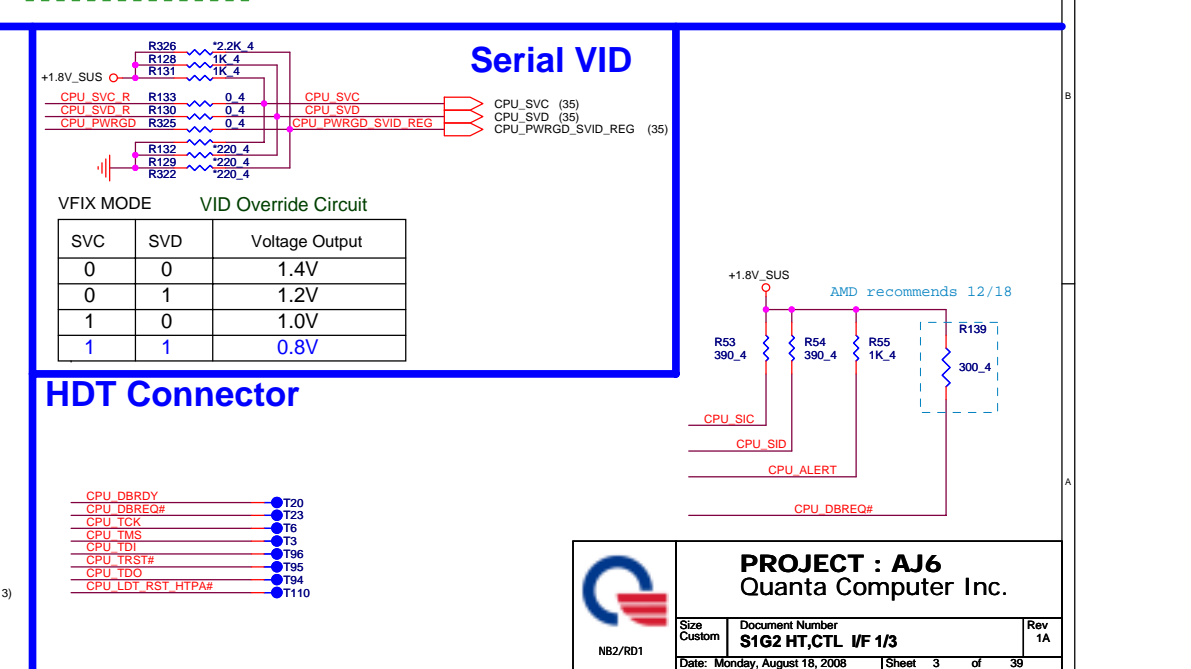 Serial VID
R326 *2.2K_4
R128 1K_4
R131 1K_4
+1.8V_SUS
CPU_SVC_R R133 0_4 CPU_SVC
CPU_SVD_R R130 0_4 CPU_SVD
CPU_PWRGD R325 0_4 CPU_PWRGD_SVID_REG
CPU_SVC (35)
CPU_SVD (35)
CPU_PWRGD_SVID_REG (35)
R132 *220_4
R129 *220_4
R322 *220_4
VFIX MODE VID Override Circuit
SVC SVD Voltage Output
0 0 1.4V
0 1 1.2V
1 0 1.0V
1 1 0.8V
B
+1.8V_SUS
AMD recommends 12/18
R53 390_4
R54 390_4
R55 1K_4
R139 300_4
CPU_SIC
CPU_SID
CPU_ALERT
CPU_DBREQ#
A
HDT Connector
CPU_DBRDY T20
CPU_DBREQ# T23
CPU_TCK T6
CPU_TMS T3
CPU_TDI T96
CPU_TRST# T95
CPU_TDO T94
CPU_LDT_RST_HTPA# T110
3)
NB2/RD1
PROJECT : AJ6
Quanta Computer Inc.
Size Document Number Rev
Custom S1G2 HT,CTL I/F 1/3 1A
Date: Monday, August 18, 2008 Sheet 3 of 39